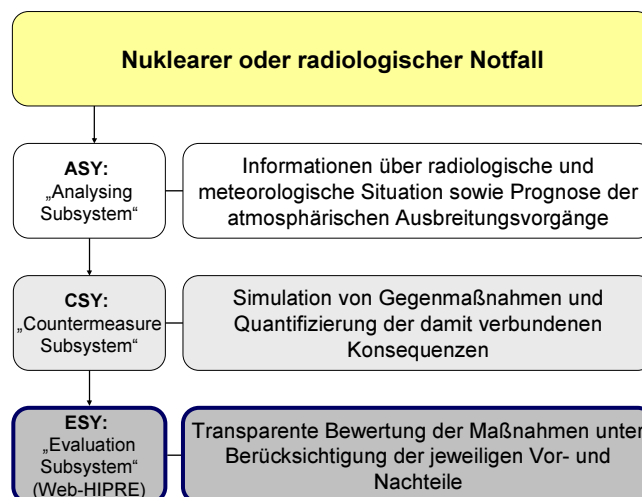 Nuklearer oder radiologischer Notfall
ASY:
„Analysing
Subsystem“
Informationen über radiologische und
meteorologische Situation sowie Prognose der
atmosphärischen Ausbreitungsvorgänge
CSY:
„Countermeasure
Subsystem“
Simulation von Gegenmaßnahmen und
Quantifizierung der damit verbundenen
Konsequenzen
ESY:
„Evaluation
Subsystem“
(Web-HIPRE)
Transparente Bewertung der Maßnahmen unter
Berücksichtigung der jeweiligen Vor- und
Nachteile